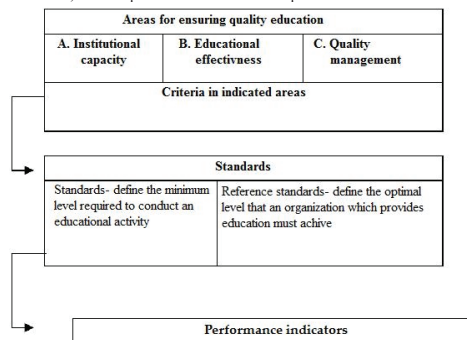 Areas for ensuring quality education
A. Institutional capacity
B. Educational effectivness
C. Quality management
Criteria in indicated areas
Standards
Standards- define the minimum
level required to conduct an
educational activity
Reference standards- define the optimal
level that an organization which provides
education must achive
Performance indicators